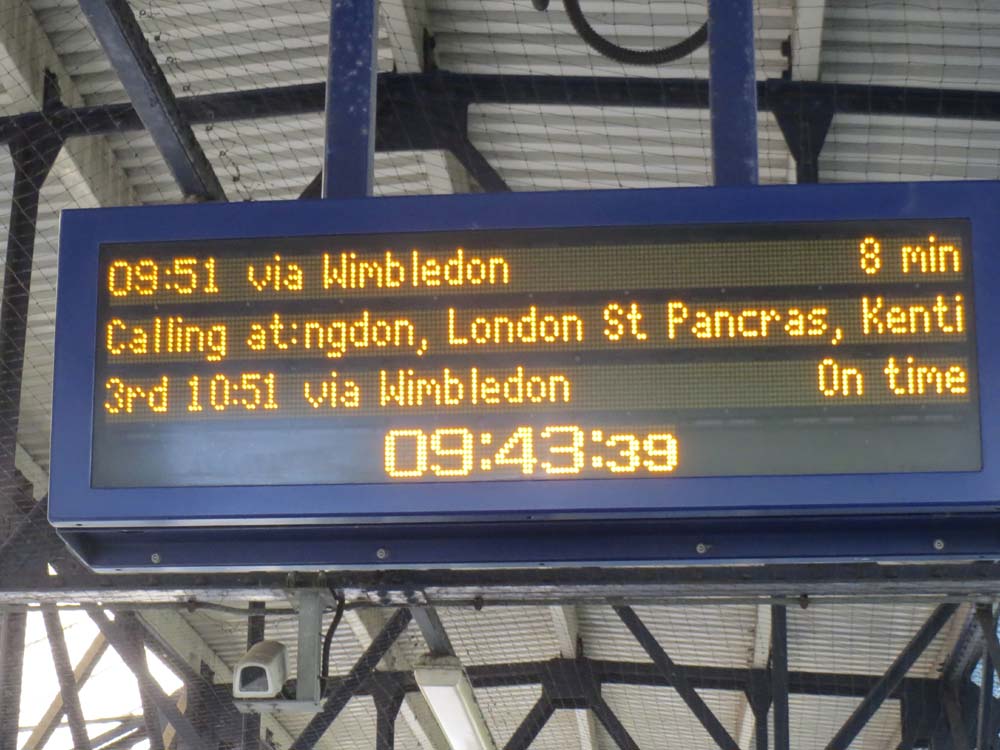 09:51 via Wimbledon 8 min
Calling at:ngdon, London St Pancras, Kenti
3rd 10:51 via Wimbledon On time
09:43:39